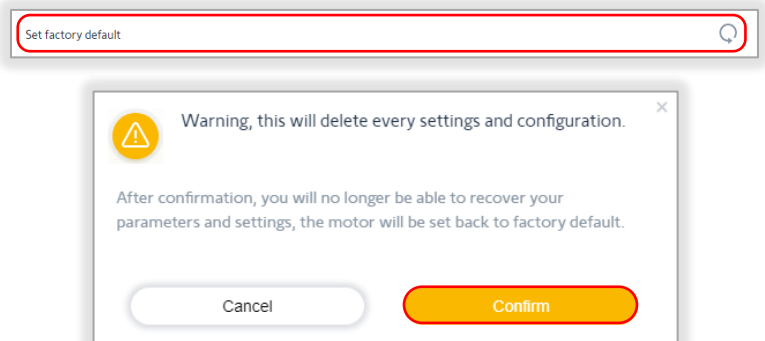 Set factory default
Warning, this will delete every settings and configuration.
After confirmation, you will no longer be able to recover your
parameters and settings, the motor will be set back to factory default.
Cancel
Confirm